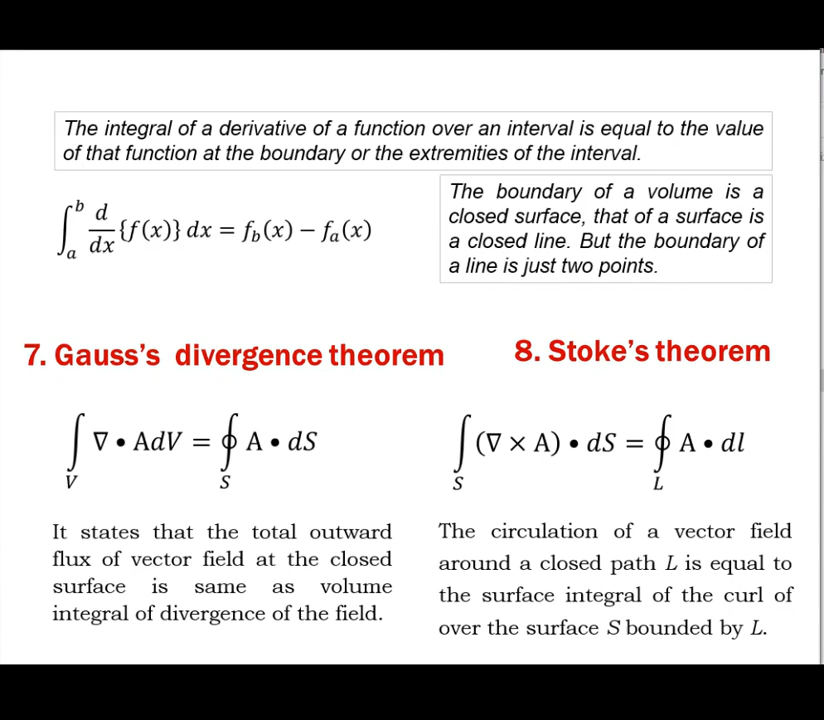 The integral of a derivative of a function over an interval is equal to the value
of that function at the boundary or the extremities of the interval.
∫_a^b d/dx {f(x)} dx = f_b(x) − f_a(x)
The boundary of a volume is a
closed surface, that of a surface is
a closed line. But the boundary of
a line is just two points.
7. Gauss's divergence theorem
∫_V ∇ • AdV = ∮_S A • dS
It states that the total outward
flux of vector field at the closed
surface is same as volume
integral of divergence of the field.
8. Stoke's theorem
∫_S (∇ × A) • dS = ∮_L A • dl
The circulation of a vector field
around a closed path L is equal to
the surface integral of the curl of
over the surface S bounded by L.